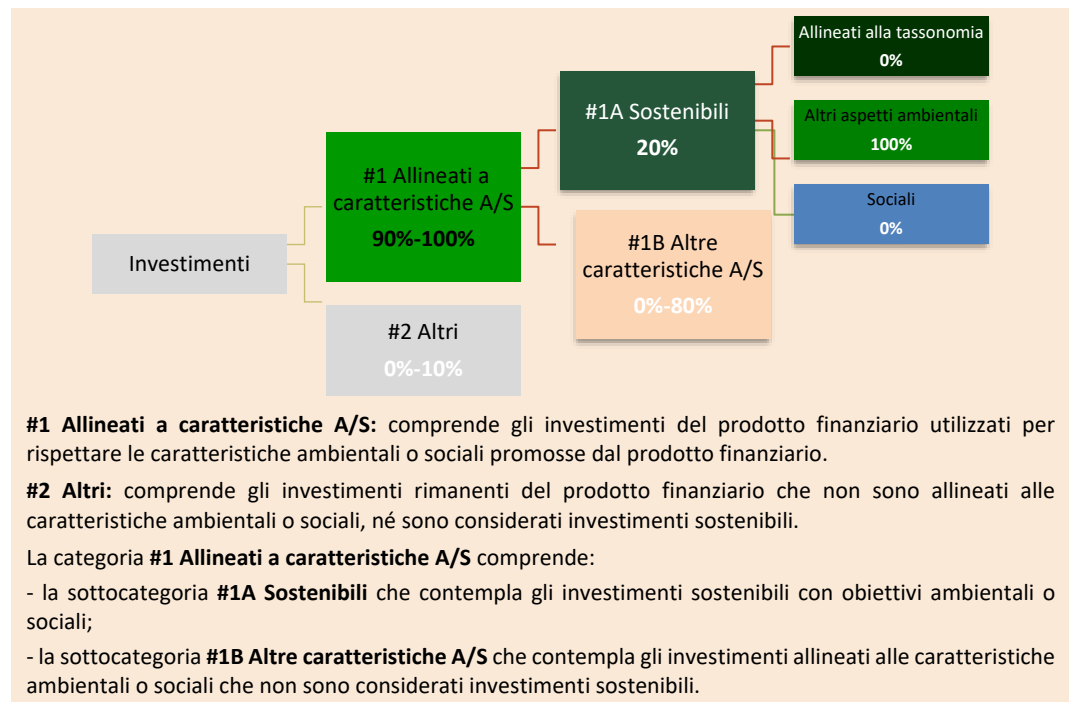 Allineati alla tassonomia
0%
#1A Sostenibili
20%
Altri aspetti ambientali
100%
#1 Allineati a
caratteristiche A/S
90%-100%
Sociali
0%
#1B Altre
caratteristiche A/S
0%-80%
Investimenti
#2 Altri
0%-10%
#1 Allineati a caratteristiche A/S: comprende gli investimenti del prodotto finanziario utilizzati per
rispettare le caratteristiche ambientali o sociali promosse dal prodotto finanziario.
#2 Altri: comprende gli investimenti rimanenti del prodotto finanziario che non sono allineati alle
caratteristiche ambientali o sociali, né sono considerati investimenti sostenibili.
La categoria #1 Allineati a caratteristiche A/S comprende:
- la sottocategoria #1A Sostenibili che contempla gli investimenti sostenibili con obiettivi ambientali o
sociali;
- la sottocategoria #1B Altre caratteristiche A/S che contempla gli investimenti allineati alle caratteristiche
ambientali o sociali che non sono considerati investimenti sostenibili.